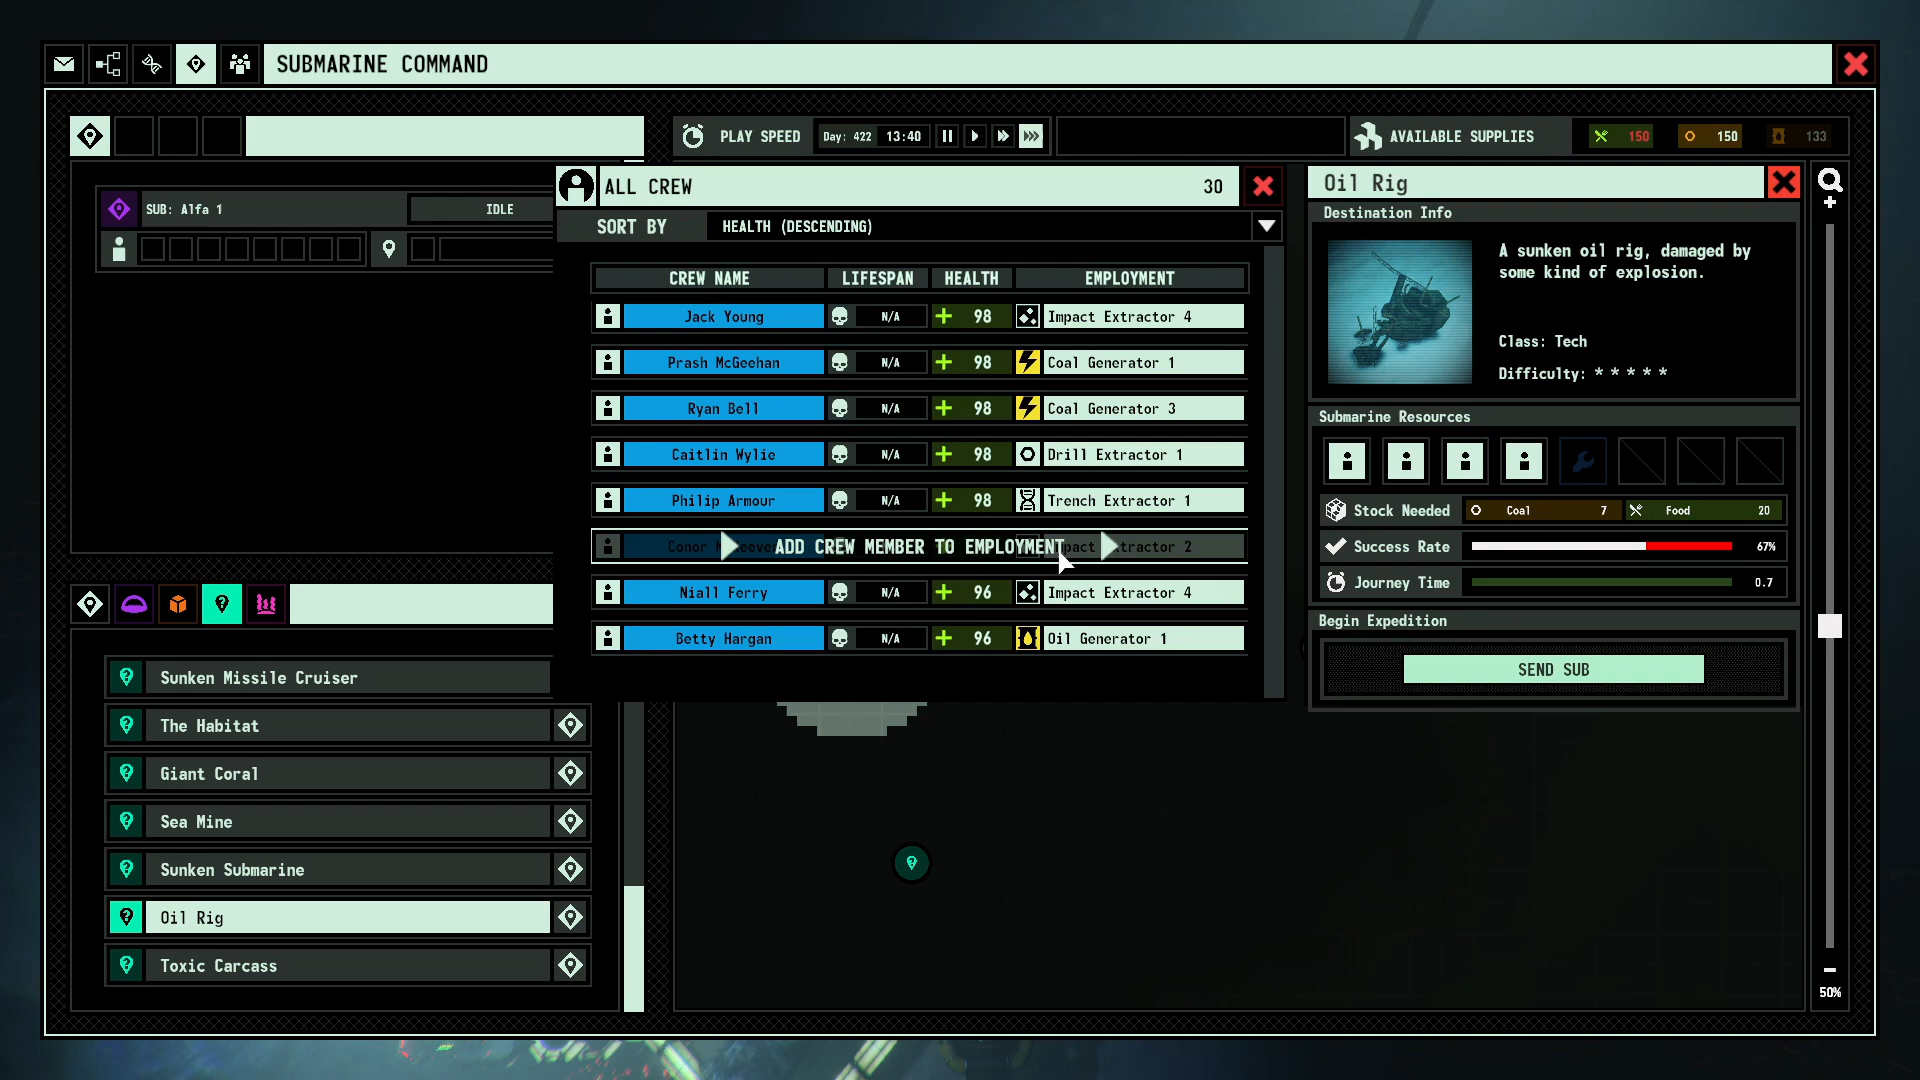 SUBMARINE COMMAND
PLAY SPEED
Day: 422
13:40
AVAILABLE SUPPLIES
150
150
133
SUB: Alfa 1
IDLE
ALL CREW
30
SORT BY
HEALTH (DESCENDING)
CREW NAME
LIFESPAN
HEALTH
EMPLOYMENT
Jack Young
N/A
98
Impact Extractor 4
Prash McGeehan
N/A
98
Coal Generator 1
Ryan Bell
N/A
98
Coal Generator 3
Caitlin Wylie
N/A
98
Drill Extractor 1
Philip Armour
N/A
98
Trench Extractor 1
Conor
ADD CREW MEMBER TO EMPLOYMENT
2
Niall Ferry
N/A
96
Impact Extractor 4
Betty Hargan
N/A
96
Oil Generator 1
Oil Rig
Destination Info
A sunken oil rig, damaged by
some kind of explosion.
Class: Tech
Difficulty: * * * * *
Submarine Resources
Stock Needed
Coal
7
Food
20
Success Rate
67%
Journey Time
0.7
Begin Expedition
SEND SUB
Sunken Missile Cruiser
The Habitat
Giant Coral
Sea Mine
Sunken Submarine
Oil Rig
Toxic Carcass
50%